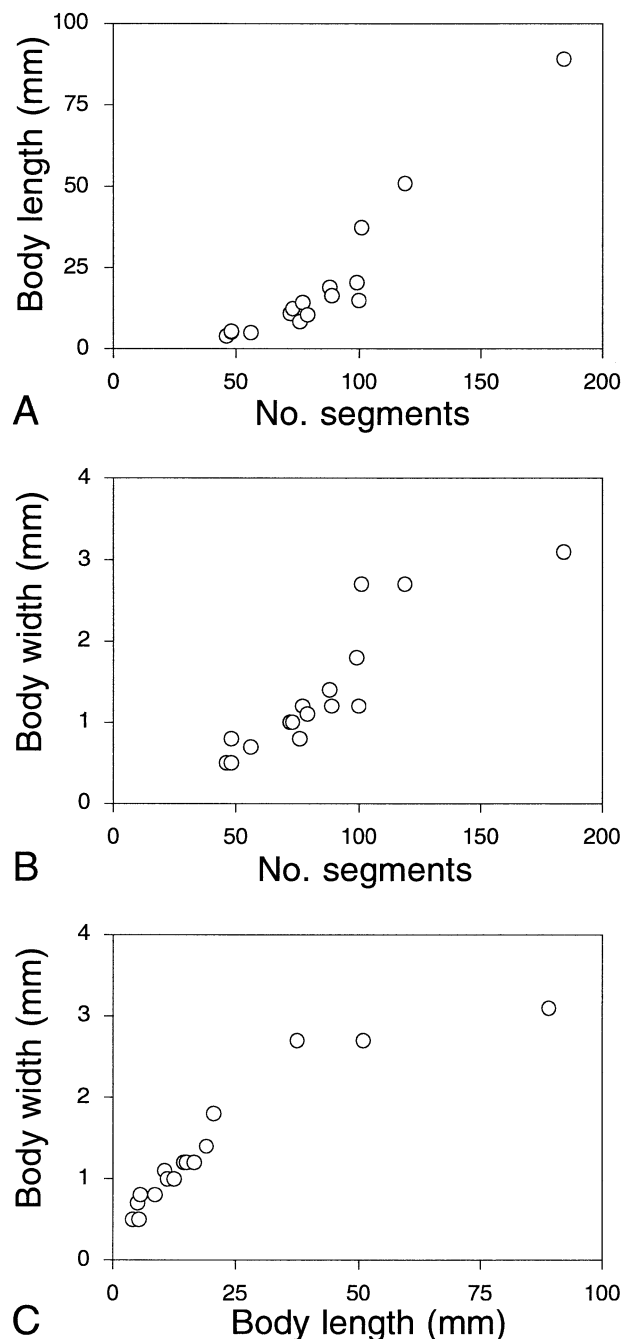 100
75
50
25
0
Body length (mm)
0 50 100 150 200
A No. segments
4
3
2
1
0
Body width (mm)
0 50 100 150 200
B No. segments
4
3
2
1
0
Body width (mm)
0 25 50 75 100
C Body length (mm)